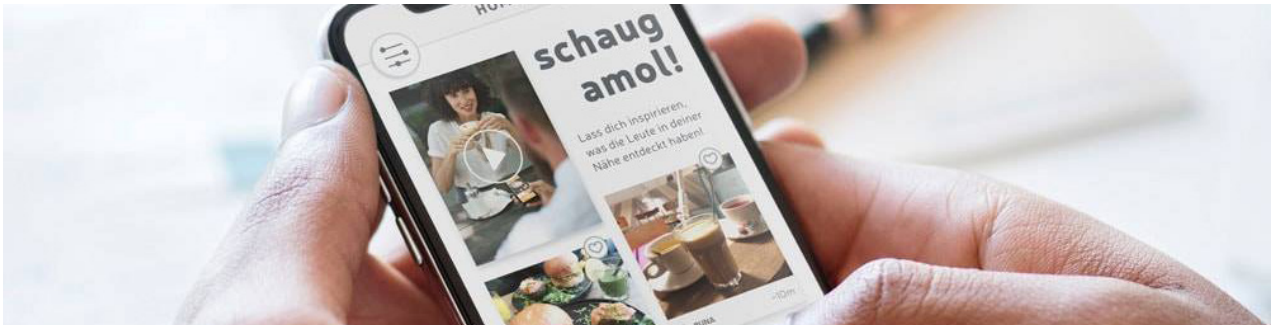 schaug
amol!
Lass dich inspirieren,
was die Leute in deiner
Nähe entdeckt haben!
~10m